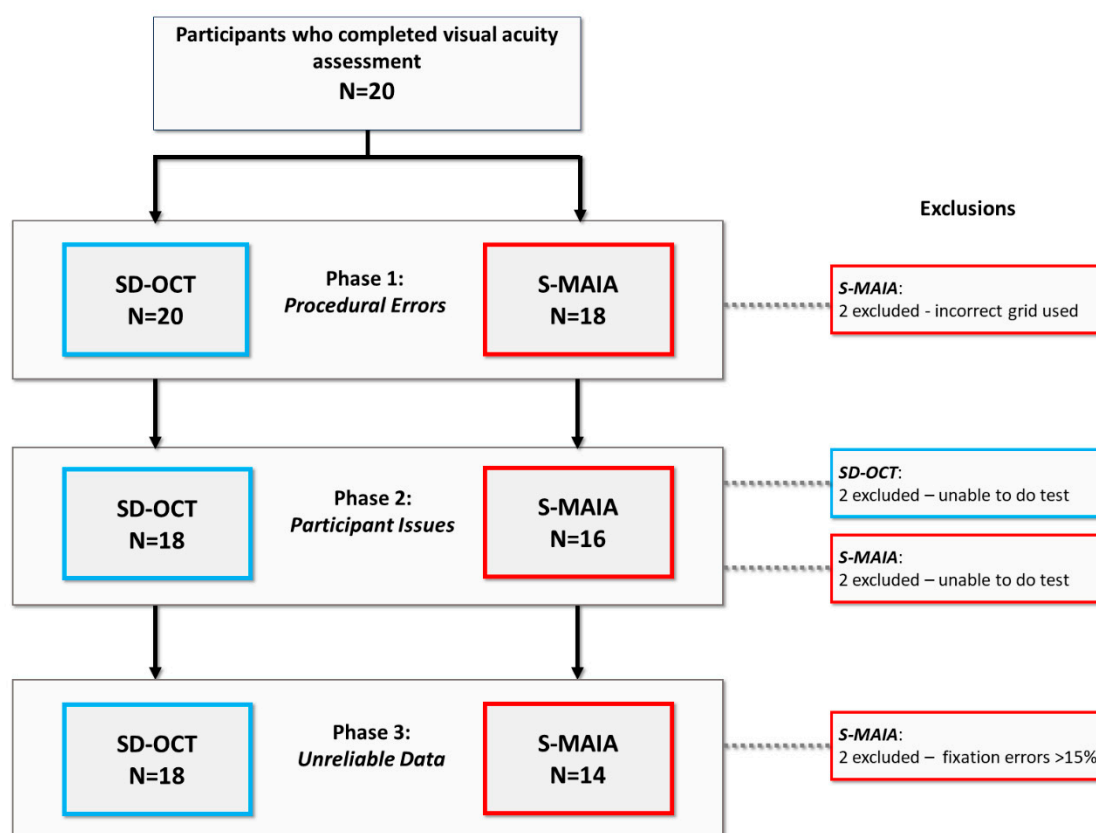 Participants who completed visual acuity
assessment
N=20
Exclusions
SD-OCT
N=20
Phase 1:
Procedural Errors
S-MAIA
N=18
S-MAIA:
2 excluded - incorrect grid used
SD-OCT
N=18
Phase 2:
Participant Issues
S-MAIA
N=16
SD-OCT:
2 excluded – unable to do test
S-MAIA:
2 excluded – unable to do test
SD-OCT
N=18
Phase 3:
Unreliable Data
S-MAIA
N=14
S-MAIA:
2 excluded – fixation errors >15%